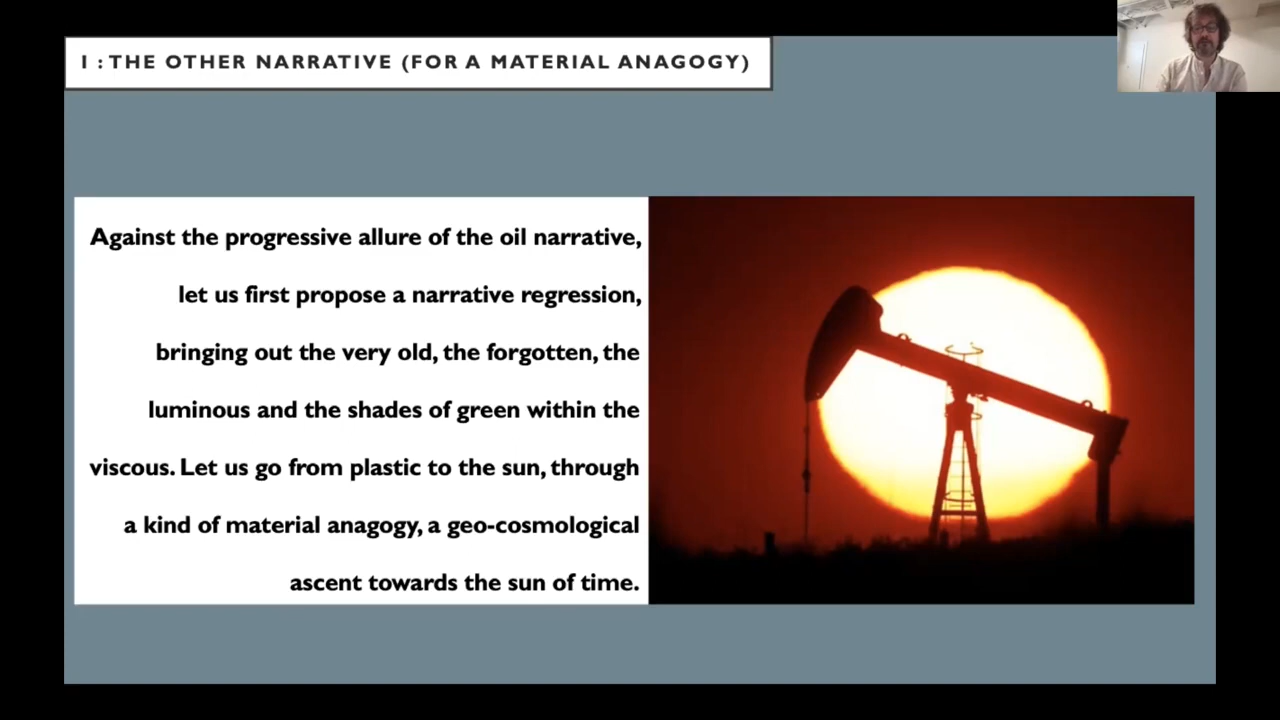 I : THE OTHER NARRATIVE (FOR A MATERIAL ANAGOGY)
Against the progressive allure of the oil narrative,
let us first propose a narrative regression,
bringing out the very old, the forgotten, the
luminous and the shades of green within the
viscous. Let us go from plastic to the sun, through
a kind of material anagogy, a geo-cosmological
ascent towards the sun of time.